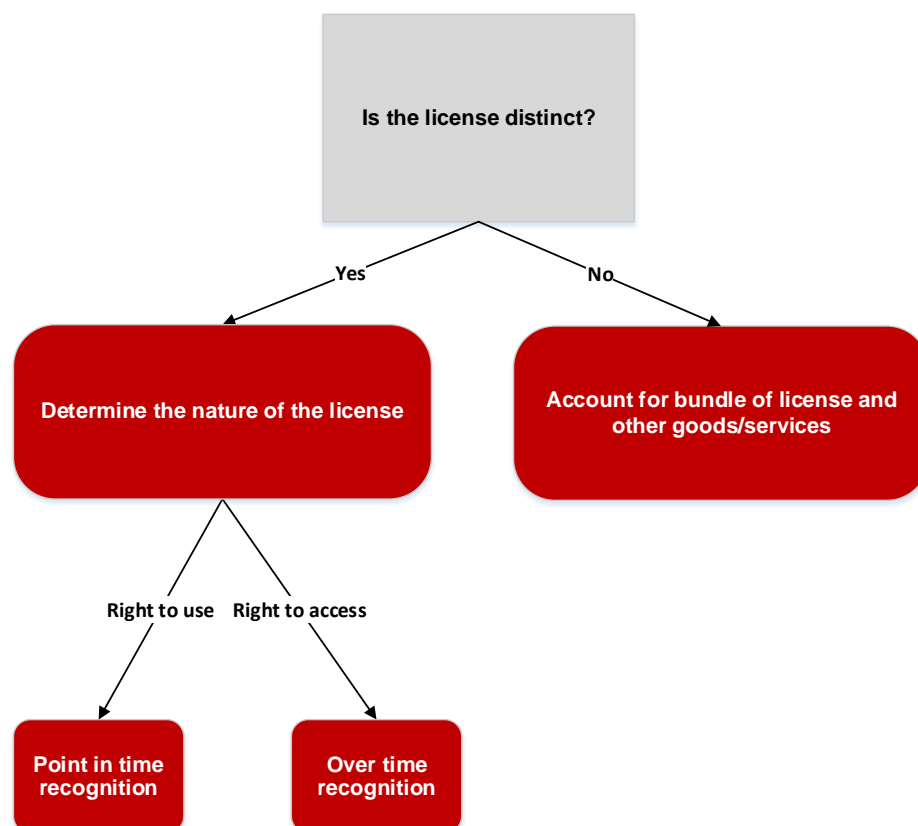 Is the license distinct?
Yes
No
Determine the nature of the license
Account for bundle of license and
other goods/services
Right to use
Right to access
Point in time
recognition
Over time
recognition